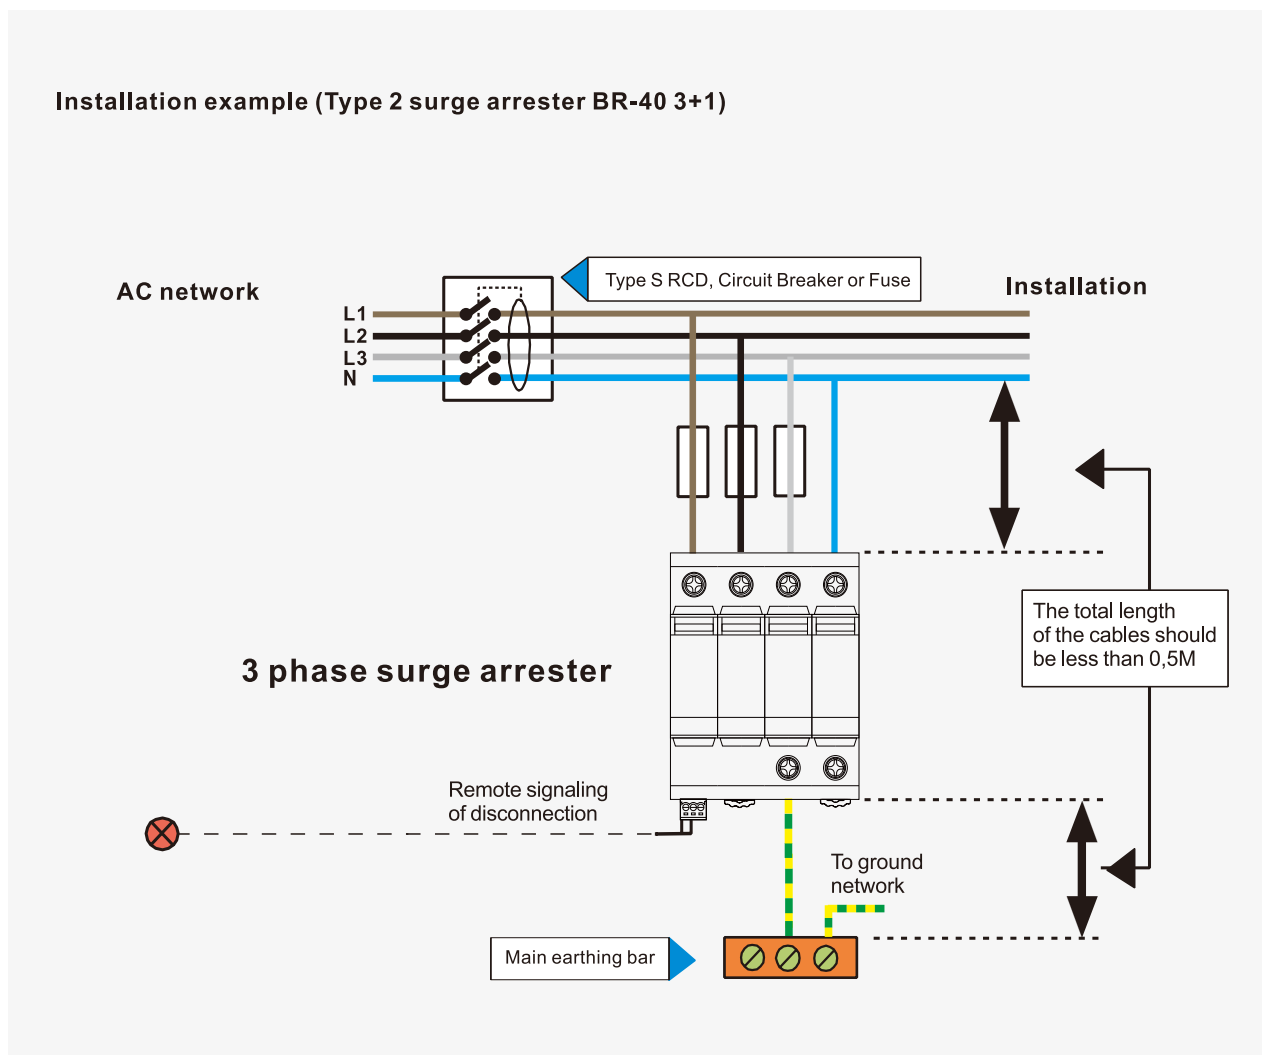 Installation example (Type 2 surge arrester BR-40 3+1)
Type S RCD, Circuit Breaker or Fuse
AC network
Installation
L1
L2
L3
N
The total length
of the cables should
be less than 0,5M
3 phase surge arrester
Remote signaling
of disconnection
To ground
network
Main earthing bar